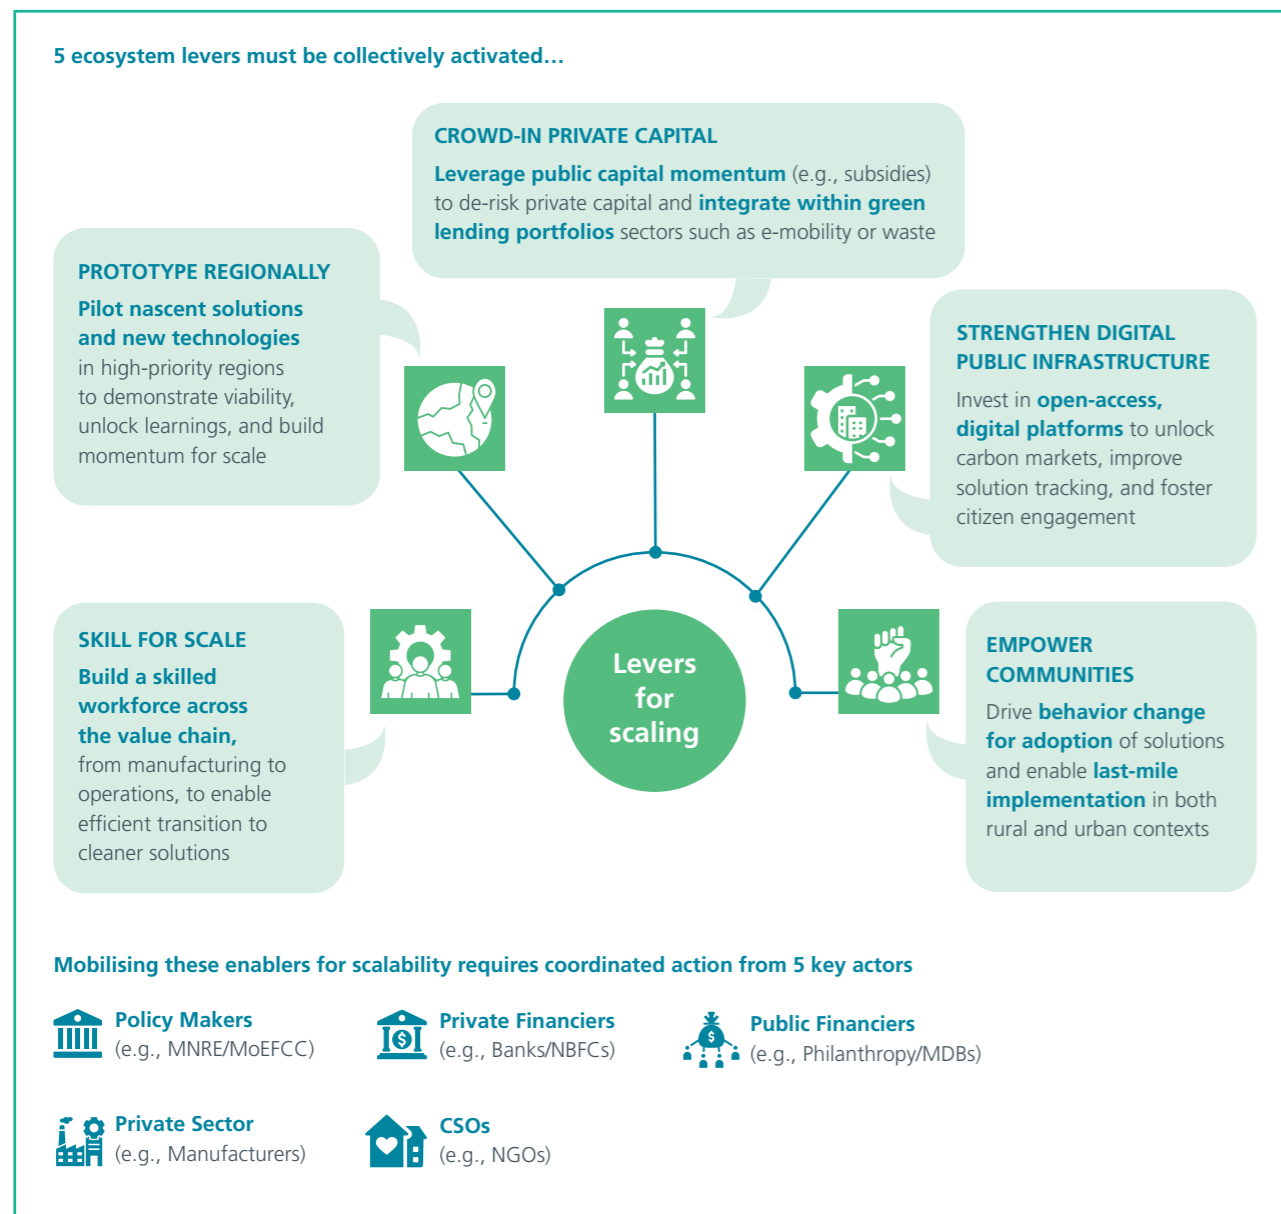 5 ecosystem levers must be collectively activated…
CROWD-IN PRIVATE CAPITAL
Leverage public capital momentum (e.g., subsidies)
to de-risk private capital and integrate within green
lending portfolios sectors such as e-mobility or waste
PROTOTYPE REGIONALLY
Pilot nascent solutions
and new technologies
in high-priority regions
to demonstrate viability,
unlock learnings, and build
momentum for scale
STRENGTHEN DIGITAL
PUBLIC INFRASTRUCTURE
Invest in open-access,
digital platforms to unlock
carbon markets, improve
solution tracking, and foster
citizen engagement
SKILL FOR SCALE
Build a skilled
workforce across
the value chain,
from manufacturing to
operations, to enable
efficient transition to
cleaner solutions
Levers
for
scaling
EMPOWER
COMMUNITIES
Drive behavior change
for adoption of solutions
and enable last-mile
implementation in both
rural and urban contexts
Mobilising these enablers for scalability requires coordinated action from 5 key actors
Policy Makers
(e.g., MNRE/MoEFCC)
Private Financiers
(e.g., Banks/NBFCs)
Public Financiers
(e.g., Philanthropy/MDBs)
Private Sector
(e.g., Manufacturers)
CSOs
(e.g., NGOs)